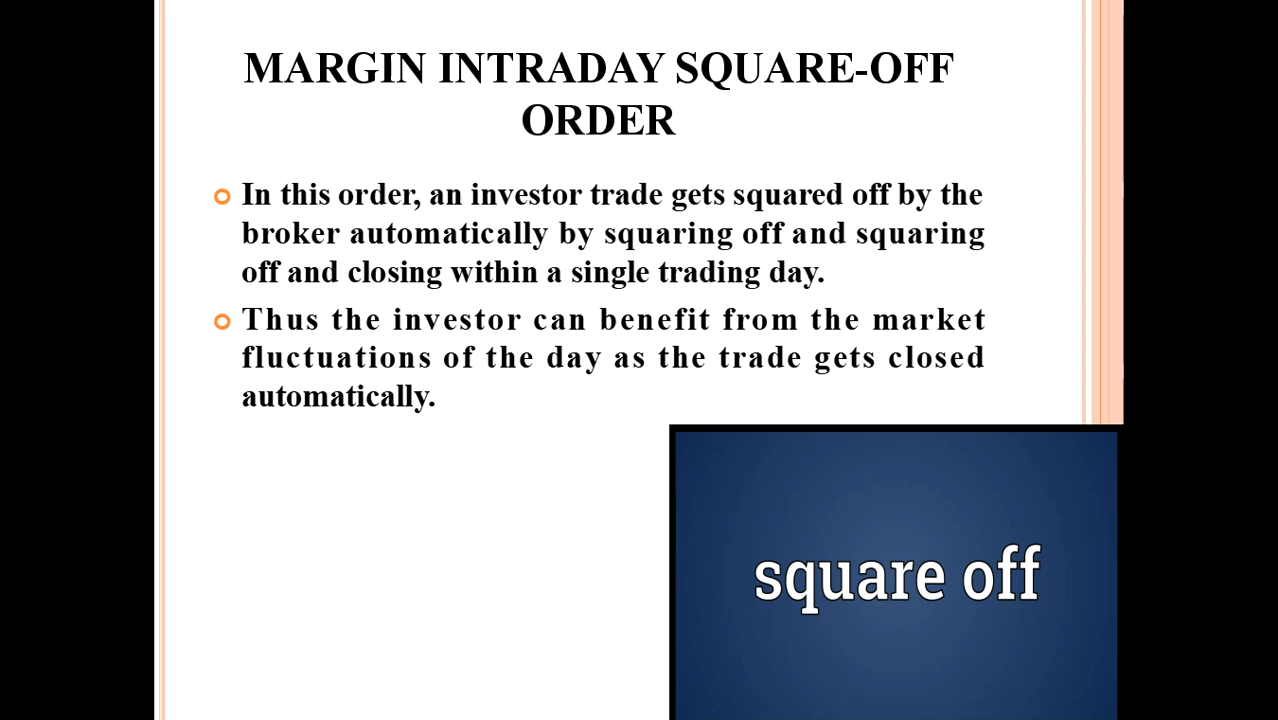 MARGIN INTRADAY SQUARE-OFF
ORDER
In this order, an investor trade gets squared off by the
broker automatically by squaring off and squaring
off and closing within a single trading day.
Thus the investor can benefit from the market
fluctuations of the day as the trade gets closed
automatically.
square off